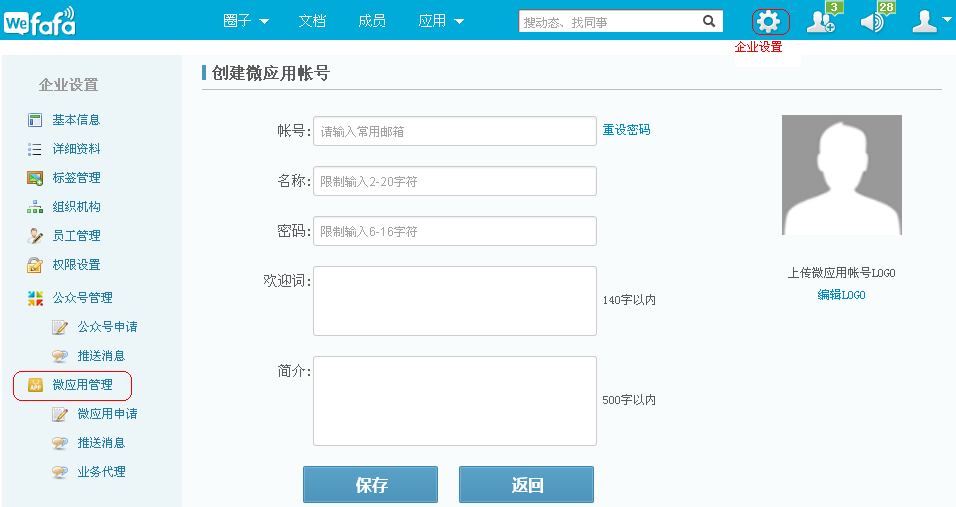 Wefafa
圈子 文档 成员 应用
搜动态、找同事
3
28
企业设置
企业设置
基本信息
详细资料
标签管理
组织机构
员工管理
权限设置
公众号管理
公众号申请
推送消息
微应用管理
微应用申请
推送消息
业务代理
创建微应用帐号
帐号: 请输入常用邮箱 重设密码
名称: 限制输入2-20字符
密码: 限制输入6-16字符
欢迎词: 140字以内
简介: 500字以内
保存 返回
上传微应用帐号LOGO
编辑LOGO